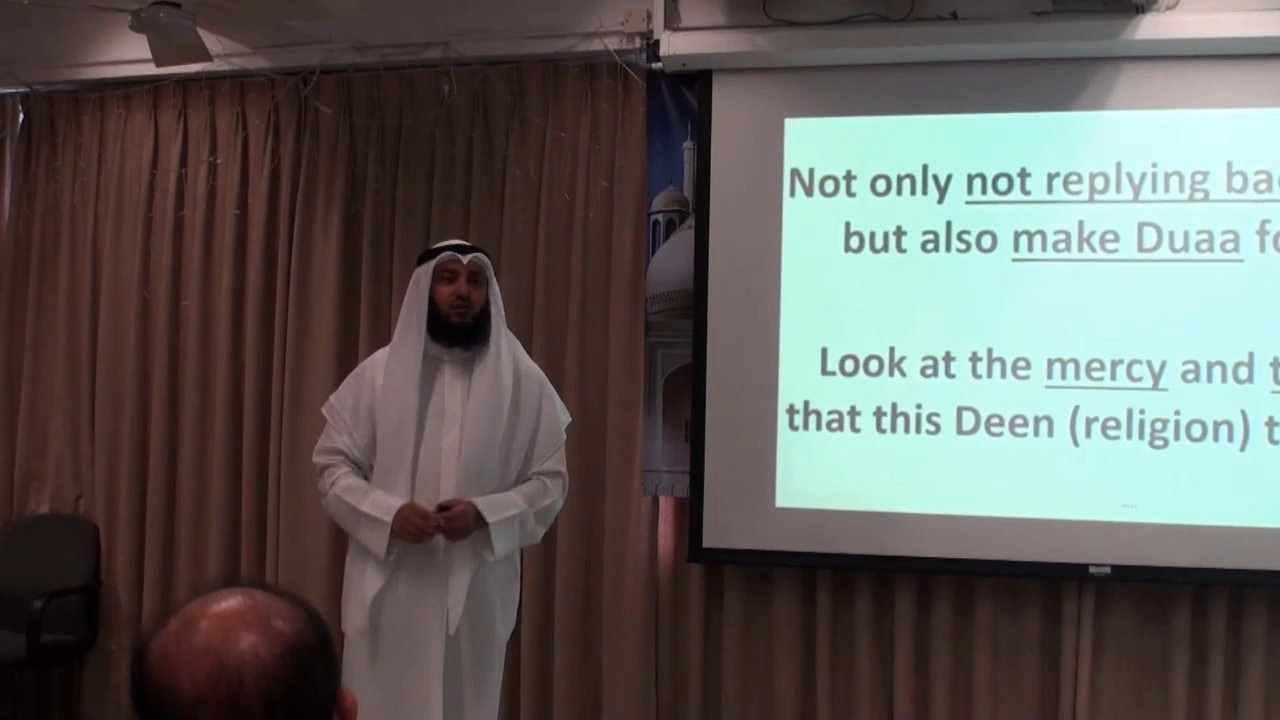 Not only not replying
but also make Duaa
Look at the mercy and
that this Deen (religion)